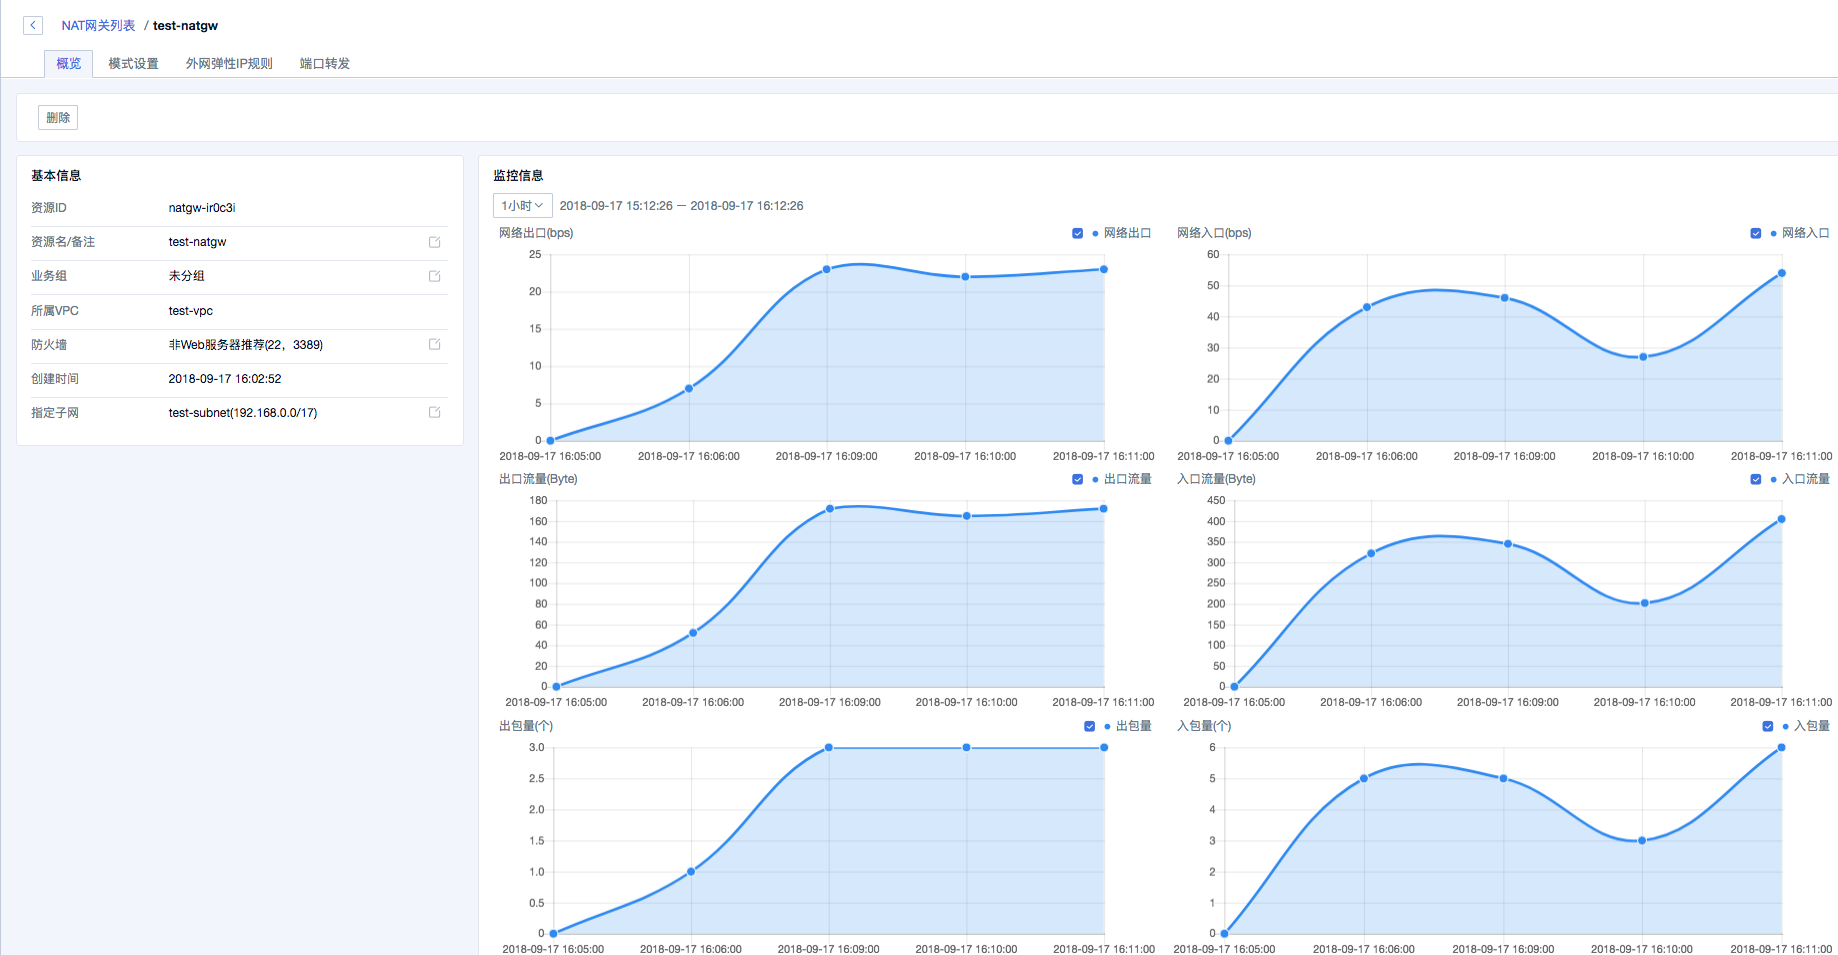 NAT网关列表 / test-natgw
概览 模式设置 外网弹性IP规则 端口转发
删除
基本信息
资源ID natgw-ir0c3i
资源名/备注 test-natgw
业务组 未分组
所属VPC test-vpc
防火墙 非Web服务器推荐(22，3389)
创建时间 2018-09-17 16:02:52
指定子网 test-subnet(192.168.0.0/17)
监控信息
1小时 2018-09-17 15:12:26 — 2018-09-17 16:12:26
网络出口(bps) 网络出口
25
20
15
10
5
0
2018-09-17 16:05:00 2018-09-17 16:06:00 2018-09-17 16:09:00 2018-09-17 16:10:00 2018-09-17 16:11:00
网络入口(bps) 网络入口
60
50
40
30
20
10
0
2018-09-17 16:05:00 2018-09-17 16:06:00 2018-09-17 16:09:00 2018-09-17 16:10:00 2018-09-17 16:11:00
出口流量(Byte) 出口流量
180
160
140
120
100
80
60
40
20
0
2018-09-17 16:05:00 2018-09-17 16:06:00 2018-09-17 16:09:00 2018-09-17 16:10:00 2018-09-17 16:11:00
入口流量(Byte) 入口流量
450
400
350
300
250
200
150
100
50
0
2018-09-17 16:05:00 2018-09-17 16:06:00 2018-09-17 16:09:00 2018-09-17 16:10:00 2018-09-17 16:11:00
出包量(个) 出包量
3.0
2.5
2.0
1.5
1.0
0.5
0
2018-09-17 16:05:00 2018-09-17 16:06:00 2018-09-17 16:09:00 2018-09-17 16:10:00 2018-09-17 16:11:00
入包量(个) 入包量
6
5
4
3
2
1
0
2018-09-17 16:05:00 2018-09-17 16:06:00 2018-09-17 16:09:00 2018-09-17 16:10:00 2018-09-17 16:11:00